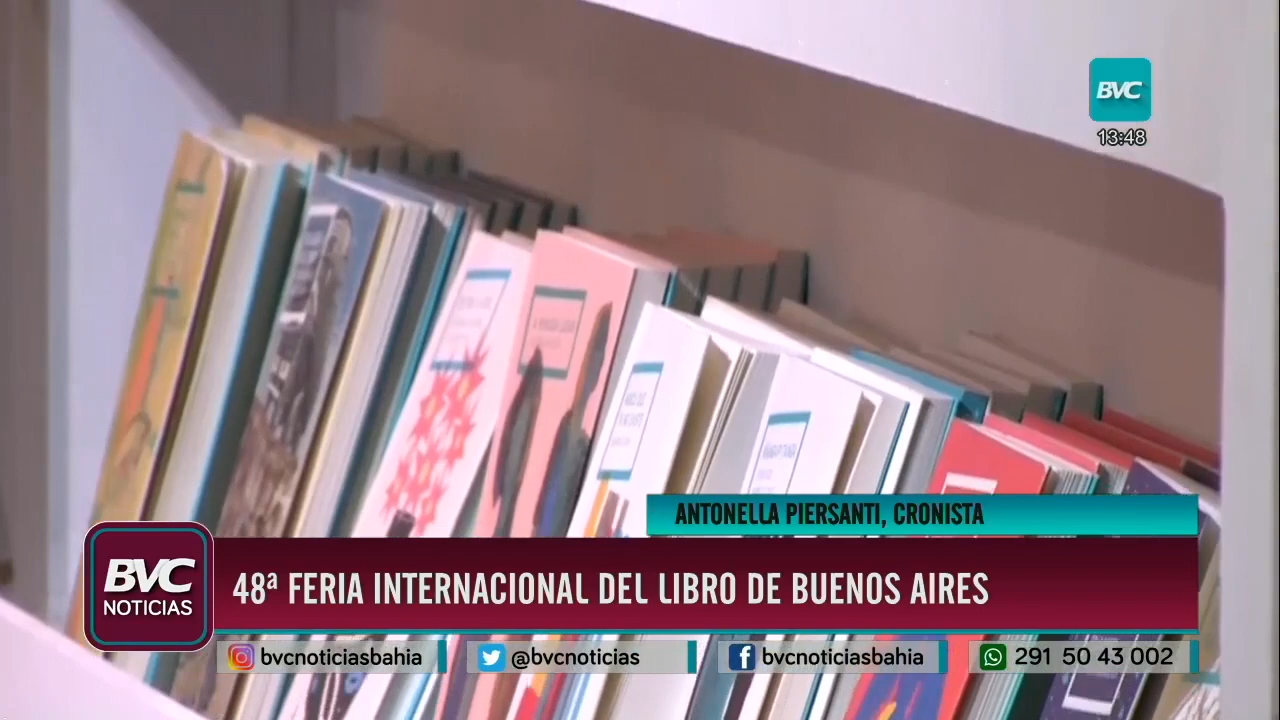 BVC
13:48
ANTONELLA PIERSANTI, CRONISTA
BVC
NOTICIAS
48ª FERIA INTERNACIONAL DEL LIBRO DE BUENOS AIRES
bvcnoticiasbahia
@bvcnoticias
bvcnoticiasbahia
291 50 43 002